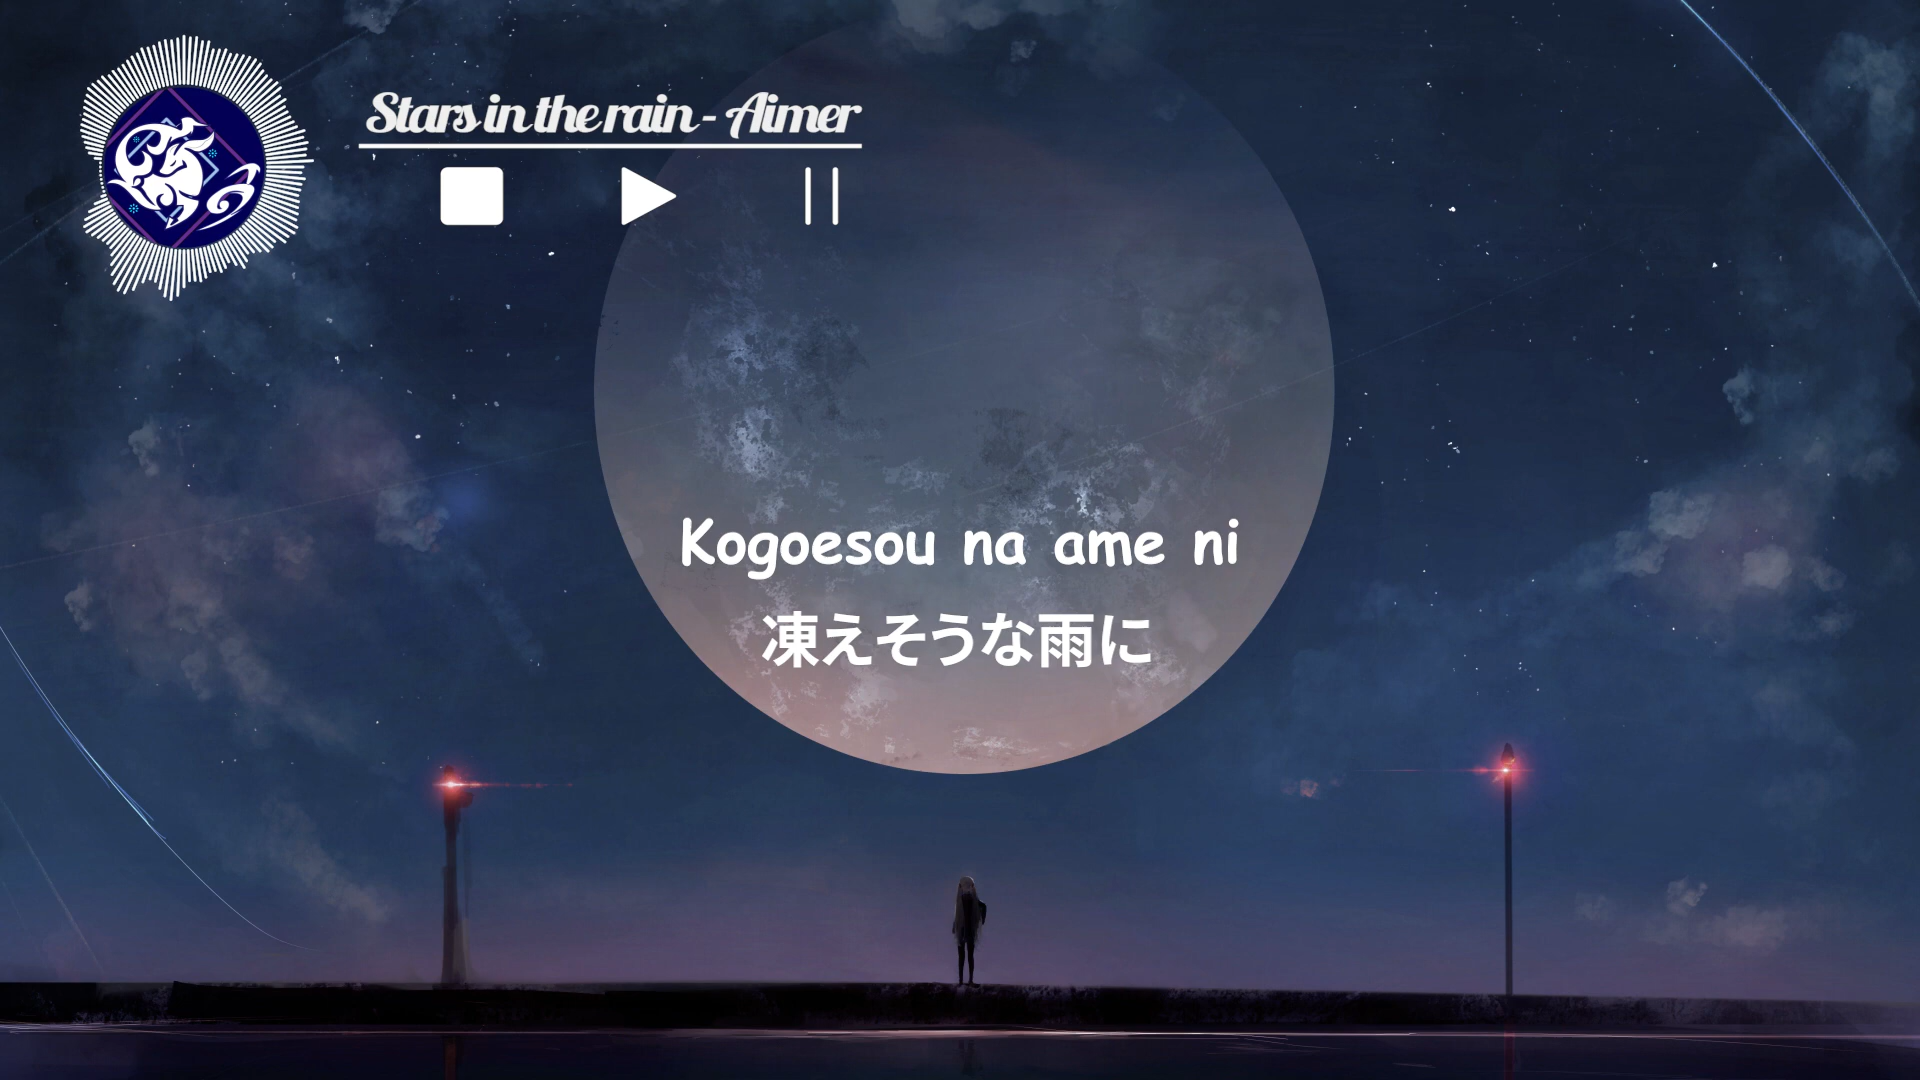 Stars in the rain - Aimer
Kogoesou na ame ni
凍えそうな雨に